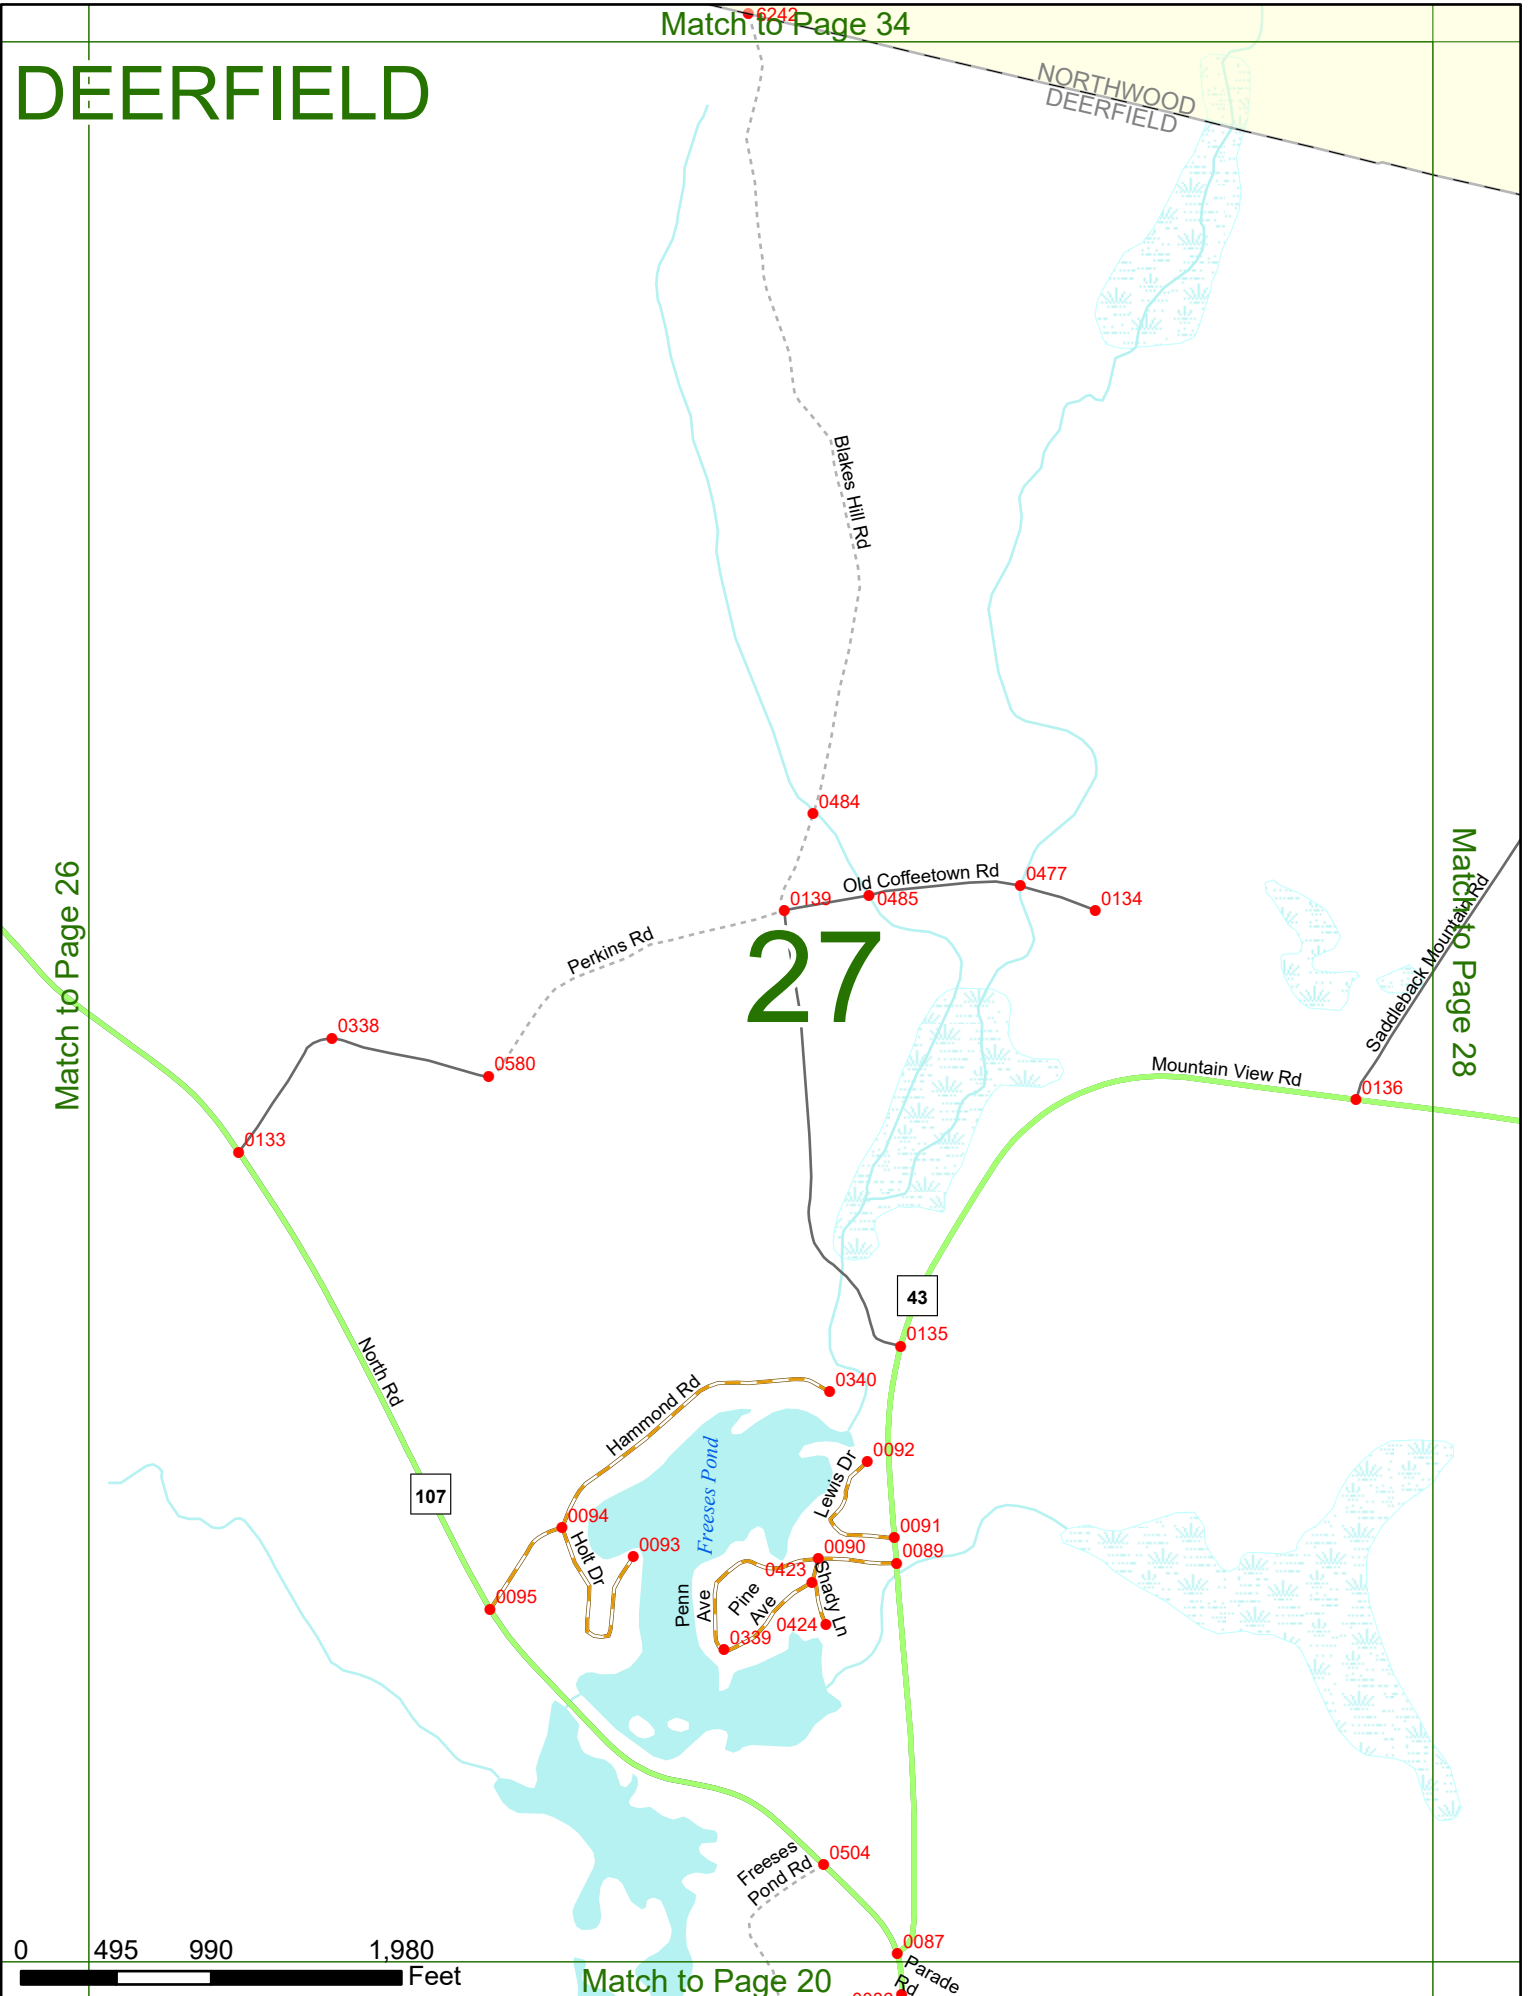 6242
Match to Page 34
DEERFIELD
NORTHWOOD
DEERFIELD
Blakes Hill Rd
0484
Old Coffeetown Rd
0477
0139
0485
0134
27
Perkins Rd
Match to Page 26
Match to Page 28
Saddleback Mountain Rd
0338
0580
Mountain View Rd
0136
0133
43
0135
North Rd
0340
Hammond Rd
Freeses Pond
0092
Lewis Dr
107
0094
0091
0090
0089
0093
Holt Dr
0423
Shady Ln
Penn
Ave
Pine
Ave
0095
0424
0339
0504
Freeses
Pond Rd
0087
Parade
Rd
0 495 990 1,980
Feet
Match to Page 20